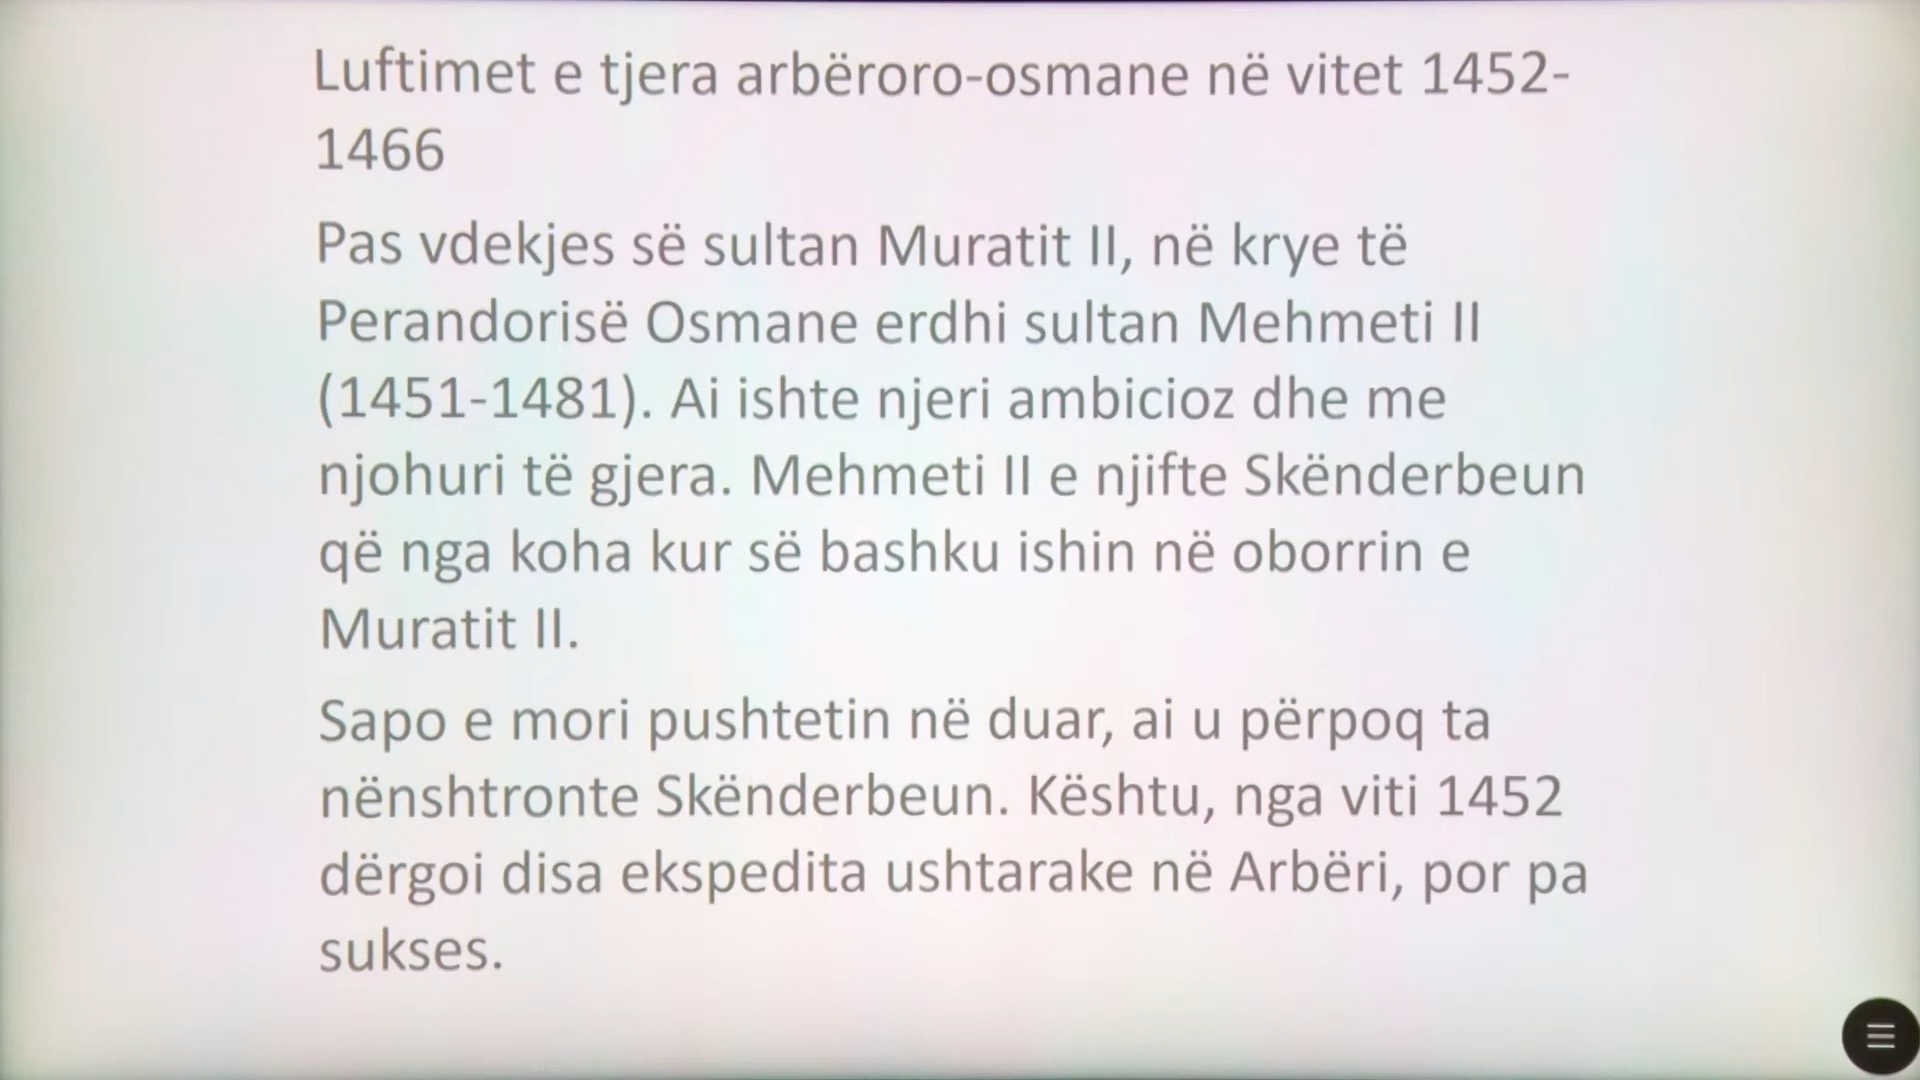 Luftimet e tjera arbëroro-osmane në vitet 1452-
1466
Pas vdekjes së sultan Muratit II, në krye të
Perandorisë Osmane erdhi sultan Mehmeti II
(1451-1481). Ai ishte njeri ambicioz dhe me
njohuri të gjera. Mehmeti II e njifte Skënderbeun
që nga koha kur së bashku ishin në oborrin e
Muratit II.
Sapo e mori pushtetin në duar, ai u përpoq ta
nënshtronte Skënderbeun. Kështu, nga viti 1452
dërgoi disa ekspedita ushtarake në Arbëri, por pa
sukses.